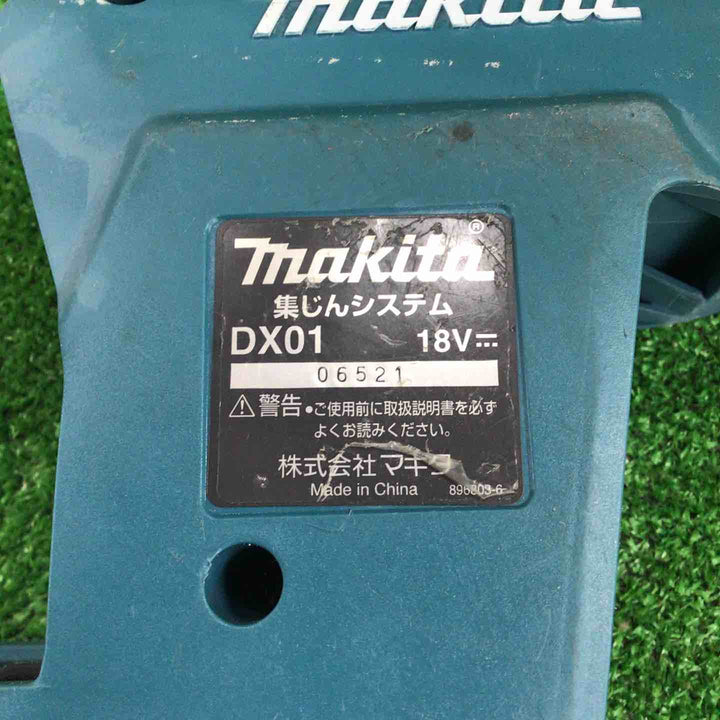 makita
makita®
集じんシステム
DX01 18V⎓
06521
⚠警告 •ご使用前に取扱説明書を必ず
よくお読みください。
株式会社 マキタ
Made in China